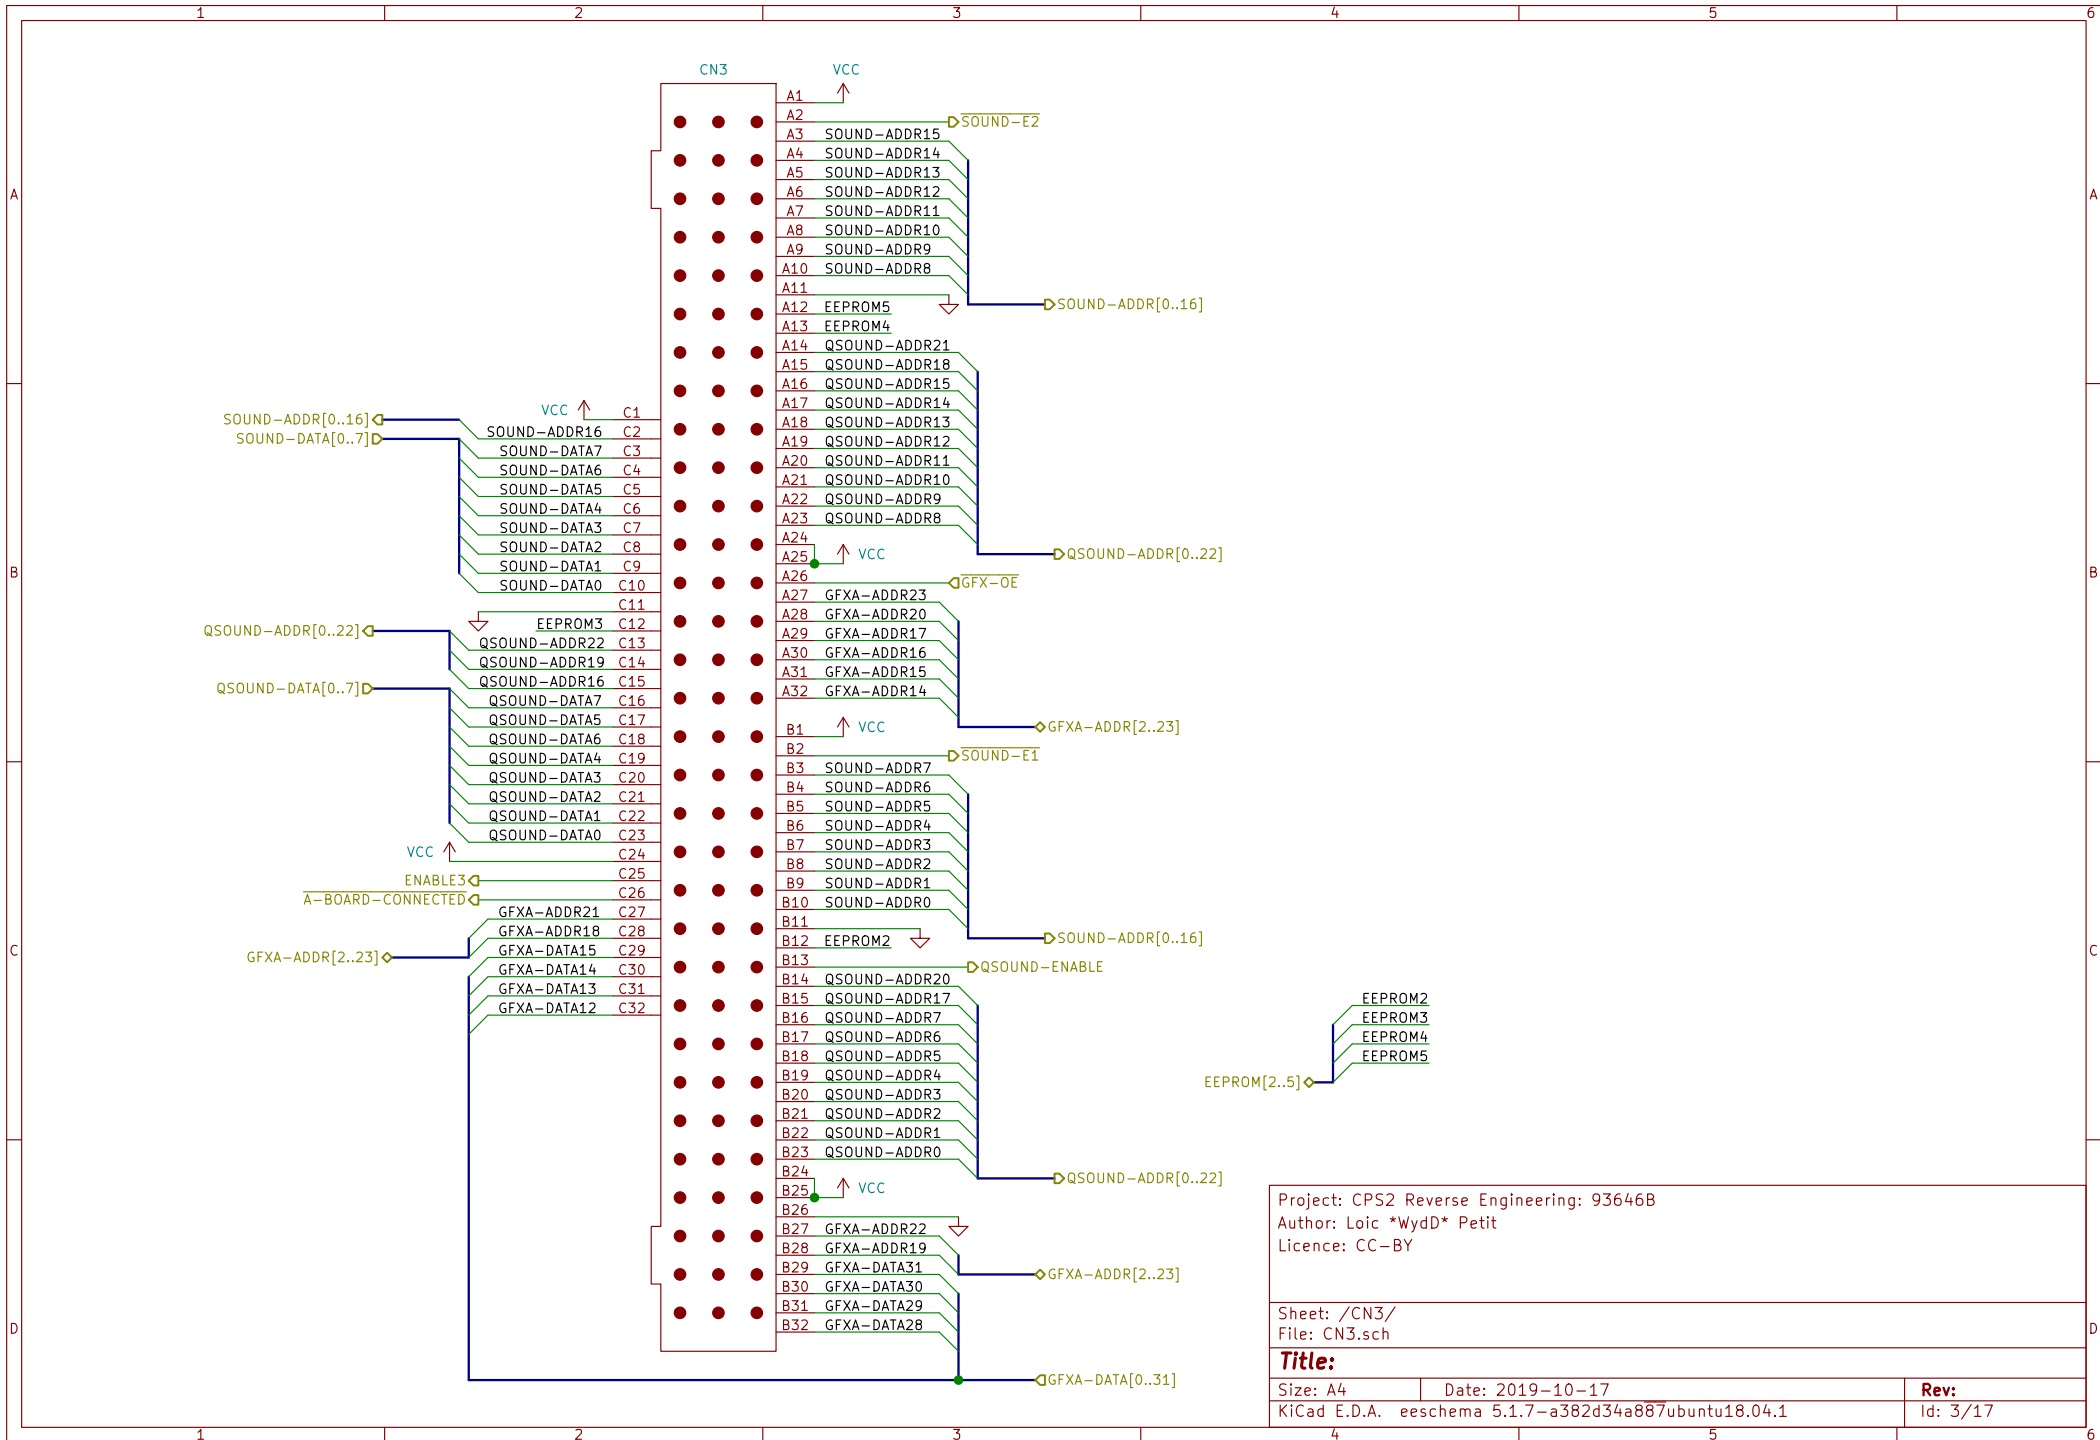 1 2 3 4 5 6
CN3
VCC
A1
A2 SOUND-E2
A3 SOUND-ADDR15
A4 SOUND-ADDR14
A5 SOUND-ADDR13
A6 SOUND-ADDR12
A7 SOUND-ADDR11
A8 SOUND-ADDR10
A9 SOUND-ADDR9
A10 SOUND-ADDR8
A11
SOUND-ADDR[0..16]
A12 EEPROM5
A13 EEPROM4
A14 QSOUND-ADDR21
A15 QSOUND-ADDR18
A16 QSOUND-ADDR15
A17 QSOUND-ADDR14
A18 QSOUND-ADDR13
A19 QSOUND-ADDR12
A20 QSOUND-ADDR11
A21 QSOUND-ADDR10
A22 QSOUND-ADDR9
A23 QSOUND-ADDR8
A24
A25 VCC
QSOUND-ADDR[0..22]
A26 GFX-OE
A27 GFXA-ADDR23
A28 GFXA-ADDR20
A29 GFXA-ADDR17
A30 GFXA-ADDR16
A31 GFXA-ADDR15
A32 GFXA-ADDR14
GFXA-ADDR[2..23]
B1 VCC
B2 SOUND-E1
B3 SOUND-ADDR7
B4 SOUND-ADDR6
B5 SOUND-ADDR5
B6 SOUND-ADDR4
B7 SOUND-ADDR3
B8 SOUND-ADDR2
B9 SOUND-ADDR1
B10 SOUND-ADDR0
B11
SOUND-ADDR[0..16]
B12 EEPROM2
B13 QSOUND-ENABLE
B14 QSOUND-ADDR20
B15 QSOUND-ADDR17
B16 QSOUND-ADDR7
B17 QSOUND-ADDR6
B18 QSOUND-ADDR5
B19 QSOUND-ADDR4
B20 QSOUND-ADDR3
B21 QSOUND-ADDR2
B22 QSOUND-ADDR1
B23 QSOUND-ADDR0
B24
QSOUND-ADDR[0..22]
B25 VCC
B26
B27 GFXA-ADDR22
B28 GFXA-ADDR19
GFXA-ADDR[2..23]
B29 GFXA-DATA31
B30 GFXA-DATA30
B31 GFXA-DATA29
B32 GFXA-DATA28
GFXA-DATA[0..31]
VCC C1
SOUND-ADDR[0..16]
SOUND-ADDR16 C2
SOUND-DATA[0..7]
SOUND-DATA7 C3
SOUND-DATA6 C4
SOUND-DATA5 C5
SOUND-DATA4 C6
SOUND-DATA3 C7
SOUND-DATA2 C8
SOUND-DATA1 C9
SOUND-DATA0 C10
C11
EEPROM3 C12
QSOUND-ADDR[0..22]
QSOUND-ADDR22 C13
QSOUND-ADDR19 C14
QSOUND-ADDR16 C15
QSOUND-DATA[0..7]
QSOUND-DATA7 C16
QSOUND-DATA5 C17
QSOUND-DATA6 C18
QSOUND-DATA4 C19
QSOUND-DATA3 C20
QSOUND-DATA2 C21
QSOUND-DATA1 C22
QSOUND-DATA0 C23
VCC C24
ENABLE3 C25
A-BOARD-CONNECTED C26
GFXA-ADDR21 C27
GFXA-ADDR18 C28
GFXA-ADDR[2..23]
GFXA-DATA15 C29
GFXA-DATA14 C30
GFXA-DATA13 C31
GFXA-DATA12 C32
EEPROM2
EEPROM3
EEPROM4
EEPROM5
EEPROM[2..5]
A A
B B
C C
D D
Project: CPS2 Reverse Engineering: 93646B
Author: Loic *WydD* Petit
Licence: CC-BY
Sheet: /CN3/
File: CN3.sch
Title:
Size: A4 Date: 2019-10-17 Rev:
KiCad E.D.A. eeschema 5.1.7-a382d34a887ubuntu18.04.1 Id: 3/17
1 2 3 4 5 6